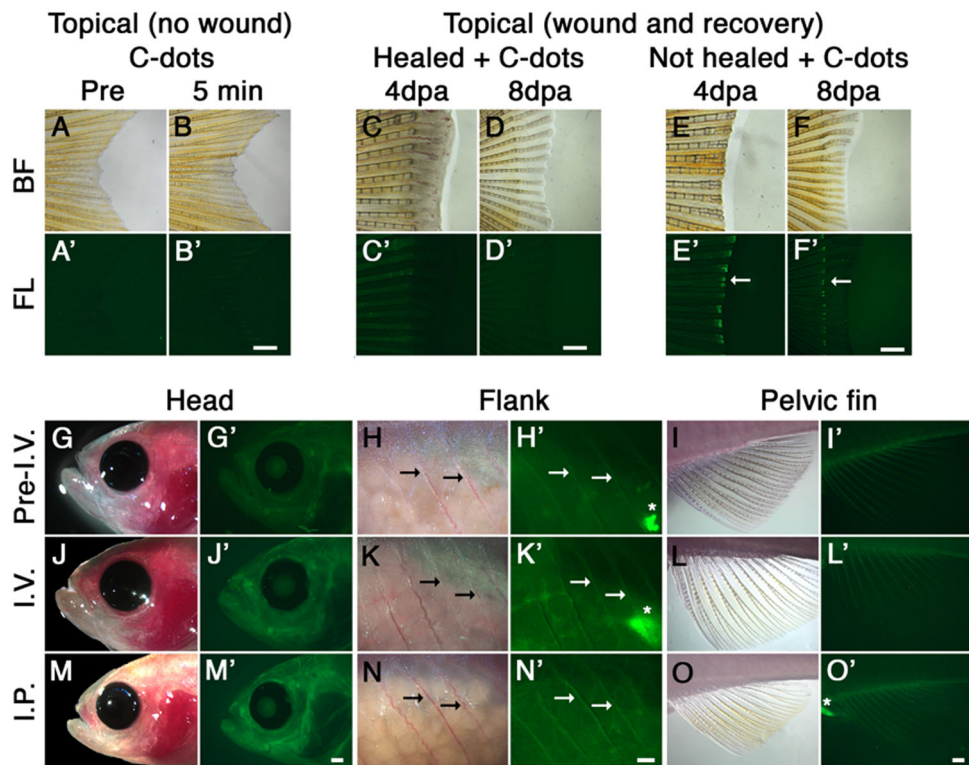 Topical (no wound)
Topical (wound and recovery)
C-dots
Healed + C-dots
Not healed + C-dots
Pre
5 min
4dpa
8dpa
4dpa
8dpa
BF
A
B
C
D
E
F
FL
A'
B'
C'
D'
E'
F'
Head
Flank
Pelvic fin
Pre-I.V.
G
G'
H
H'
*
I
I'
I.V.
J
J'
K
K'
*
L
L'
I.P.
M
M'
N
N'
O
O'
*